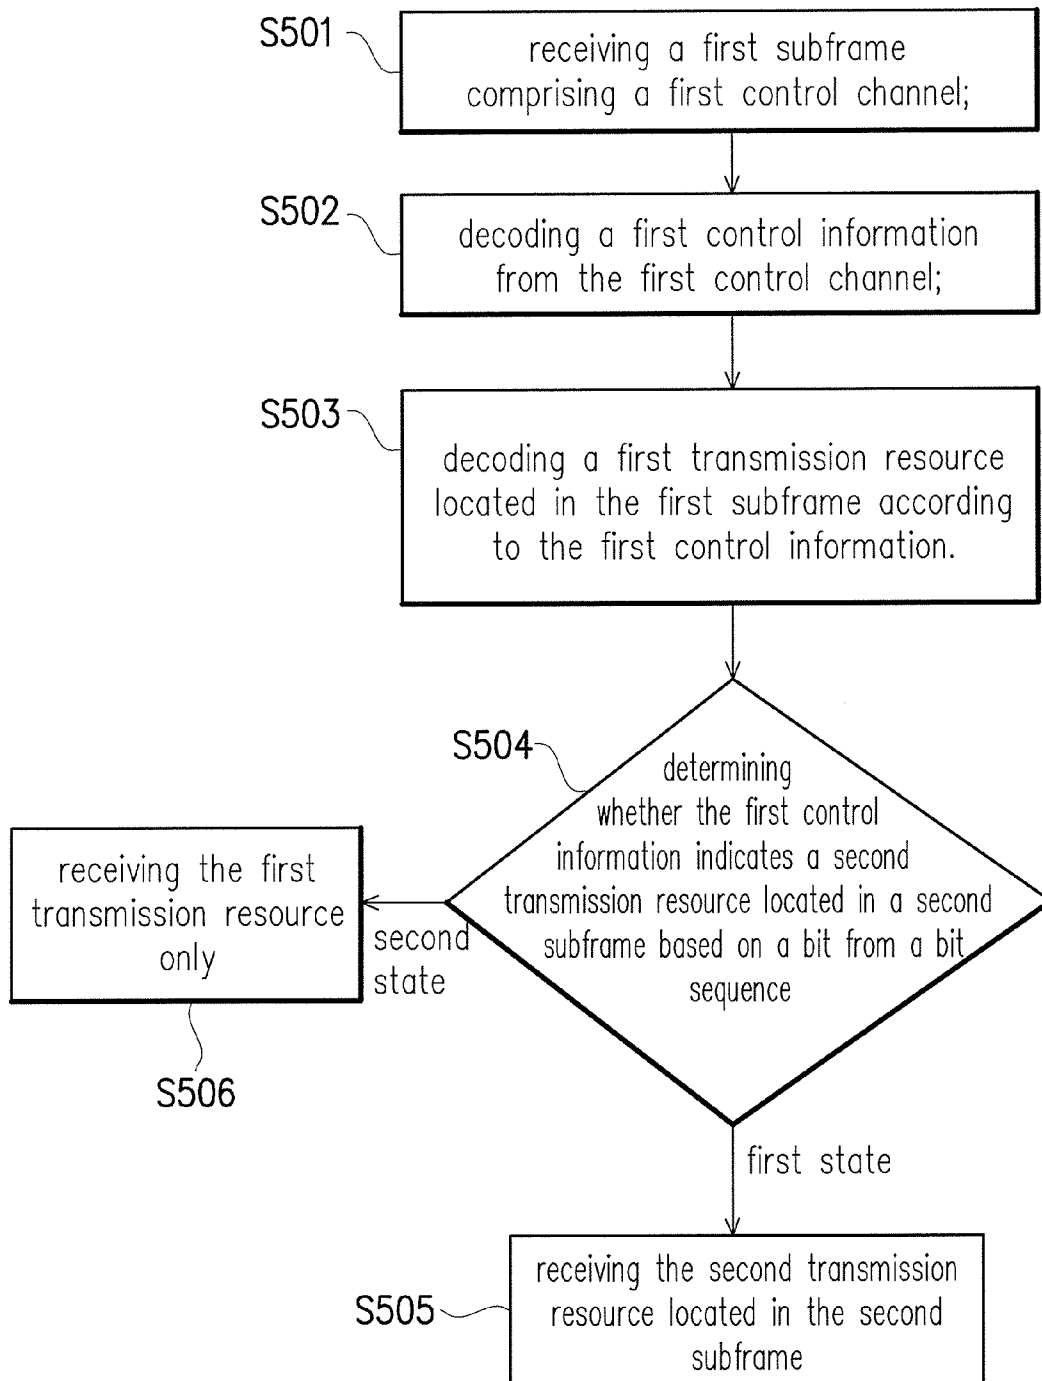 S501
receiving a first subframe
comprising a first control channel;
S502
decoding a first control information
from the first control channel;
S503
decoding a first transmission resource
located in the first subframe according
to the first control information.
S504
determining
whether the first control
information indicates a second
transmission resource located in a second
subframe based on a bit from a bit
sequence
second
state
receiving the first
transmission resource
only
S506
first state
S505
receiving the second transmission
resource located in the second
subframe